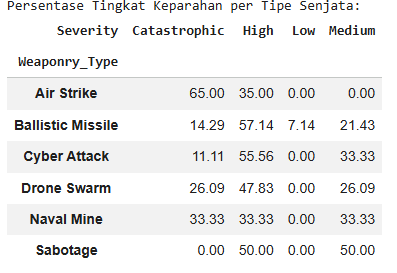 Persentase Tingkat Keparahan per Tipe Senjata:
Severity Catastrophic High Low Medium
Weaponry_Type
Air Strike 65.00 35.00 0.00 0.00
Ballistic Missile 14.29 57.14 7.14 21.43
Cyber Attack 11.11 55.56 0.00 33.33
Drone Swarm 26.09 47.83 0.00 26.09
Naval Mine 33.33 33.33 0.00 33.33
Sabotage 0.00 50.00 0.00 50.00